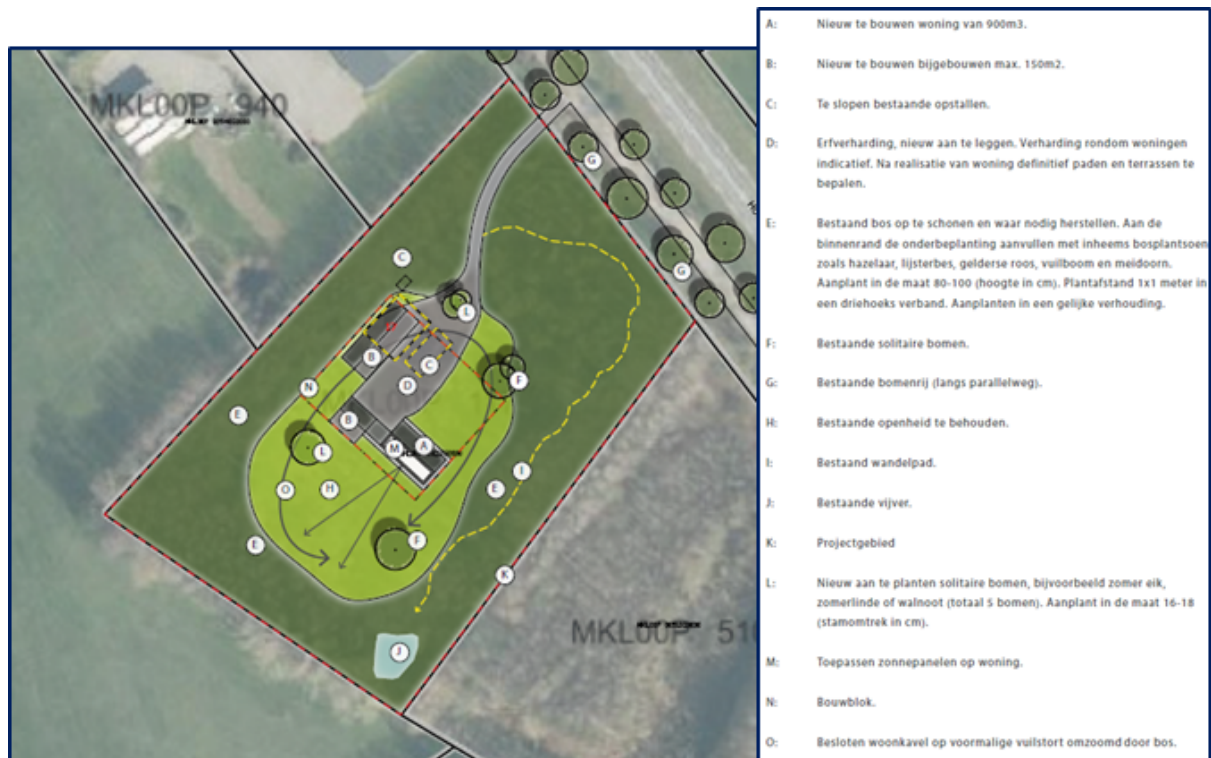 MKL00P 940
MKL00P 510
G
G
C
L
B
C
F
D
N
E
B
M
A
L
O
H
E
I
F
E
K
J
A: Nieuw te bouwen woning van 900m3.
B: Nieuw te bouwen bijgebouwen max. 150m2.
C: Te slopen bestaande opstallen.
D: Erfverharding, nieuw aan te leggen. Verharding rondom woningen
indicatief. Na realisatie van woning definitief paden en terrassen te
bepalen.
E: Bestaand bos op te schonen en waar nodig herstellen. Aan de
binnenrand de onderbeplanting aanvullen met inheems bosplantsoen
zoals hazelaar, lijsterbes, gelderse roos, vuilboom en meidoorn.
Aanplant in de maat 80-100 (hoogte in cm). Plantafstand 1x1 meter in
een driehoeks verband. Aanplanten in een gelijke verhouding.
F: Bestaande solitaire bomen.
G: Bestaande bomenrij (langs parallelweg).
H: Bestaande openheid te behouden.
I: Bestaand wandelpad.
J: Bestaande vijver.
K: Projectgebied
L: Nieuw aan te planten solitaire bomen, bijvoorbeeld zomer eik,
zomerlinde of walnoot (totaal 5 bomen). Aanplant in de maat 16-18
(stamomtrek in cm).
M: Toepassen zonnepanelen op woning.
N: Bouwblok.
O: Besloten woonkavel op voormalige vuilstort omzoomd door bos.